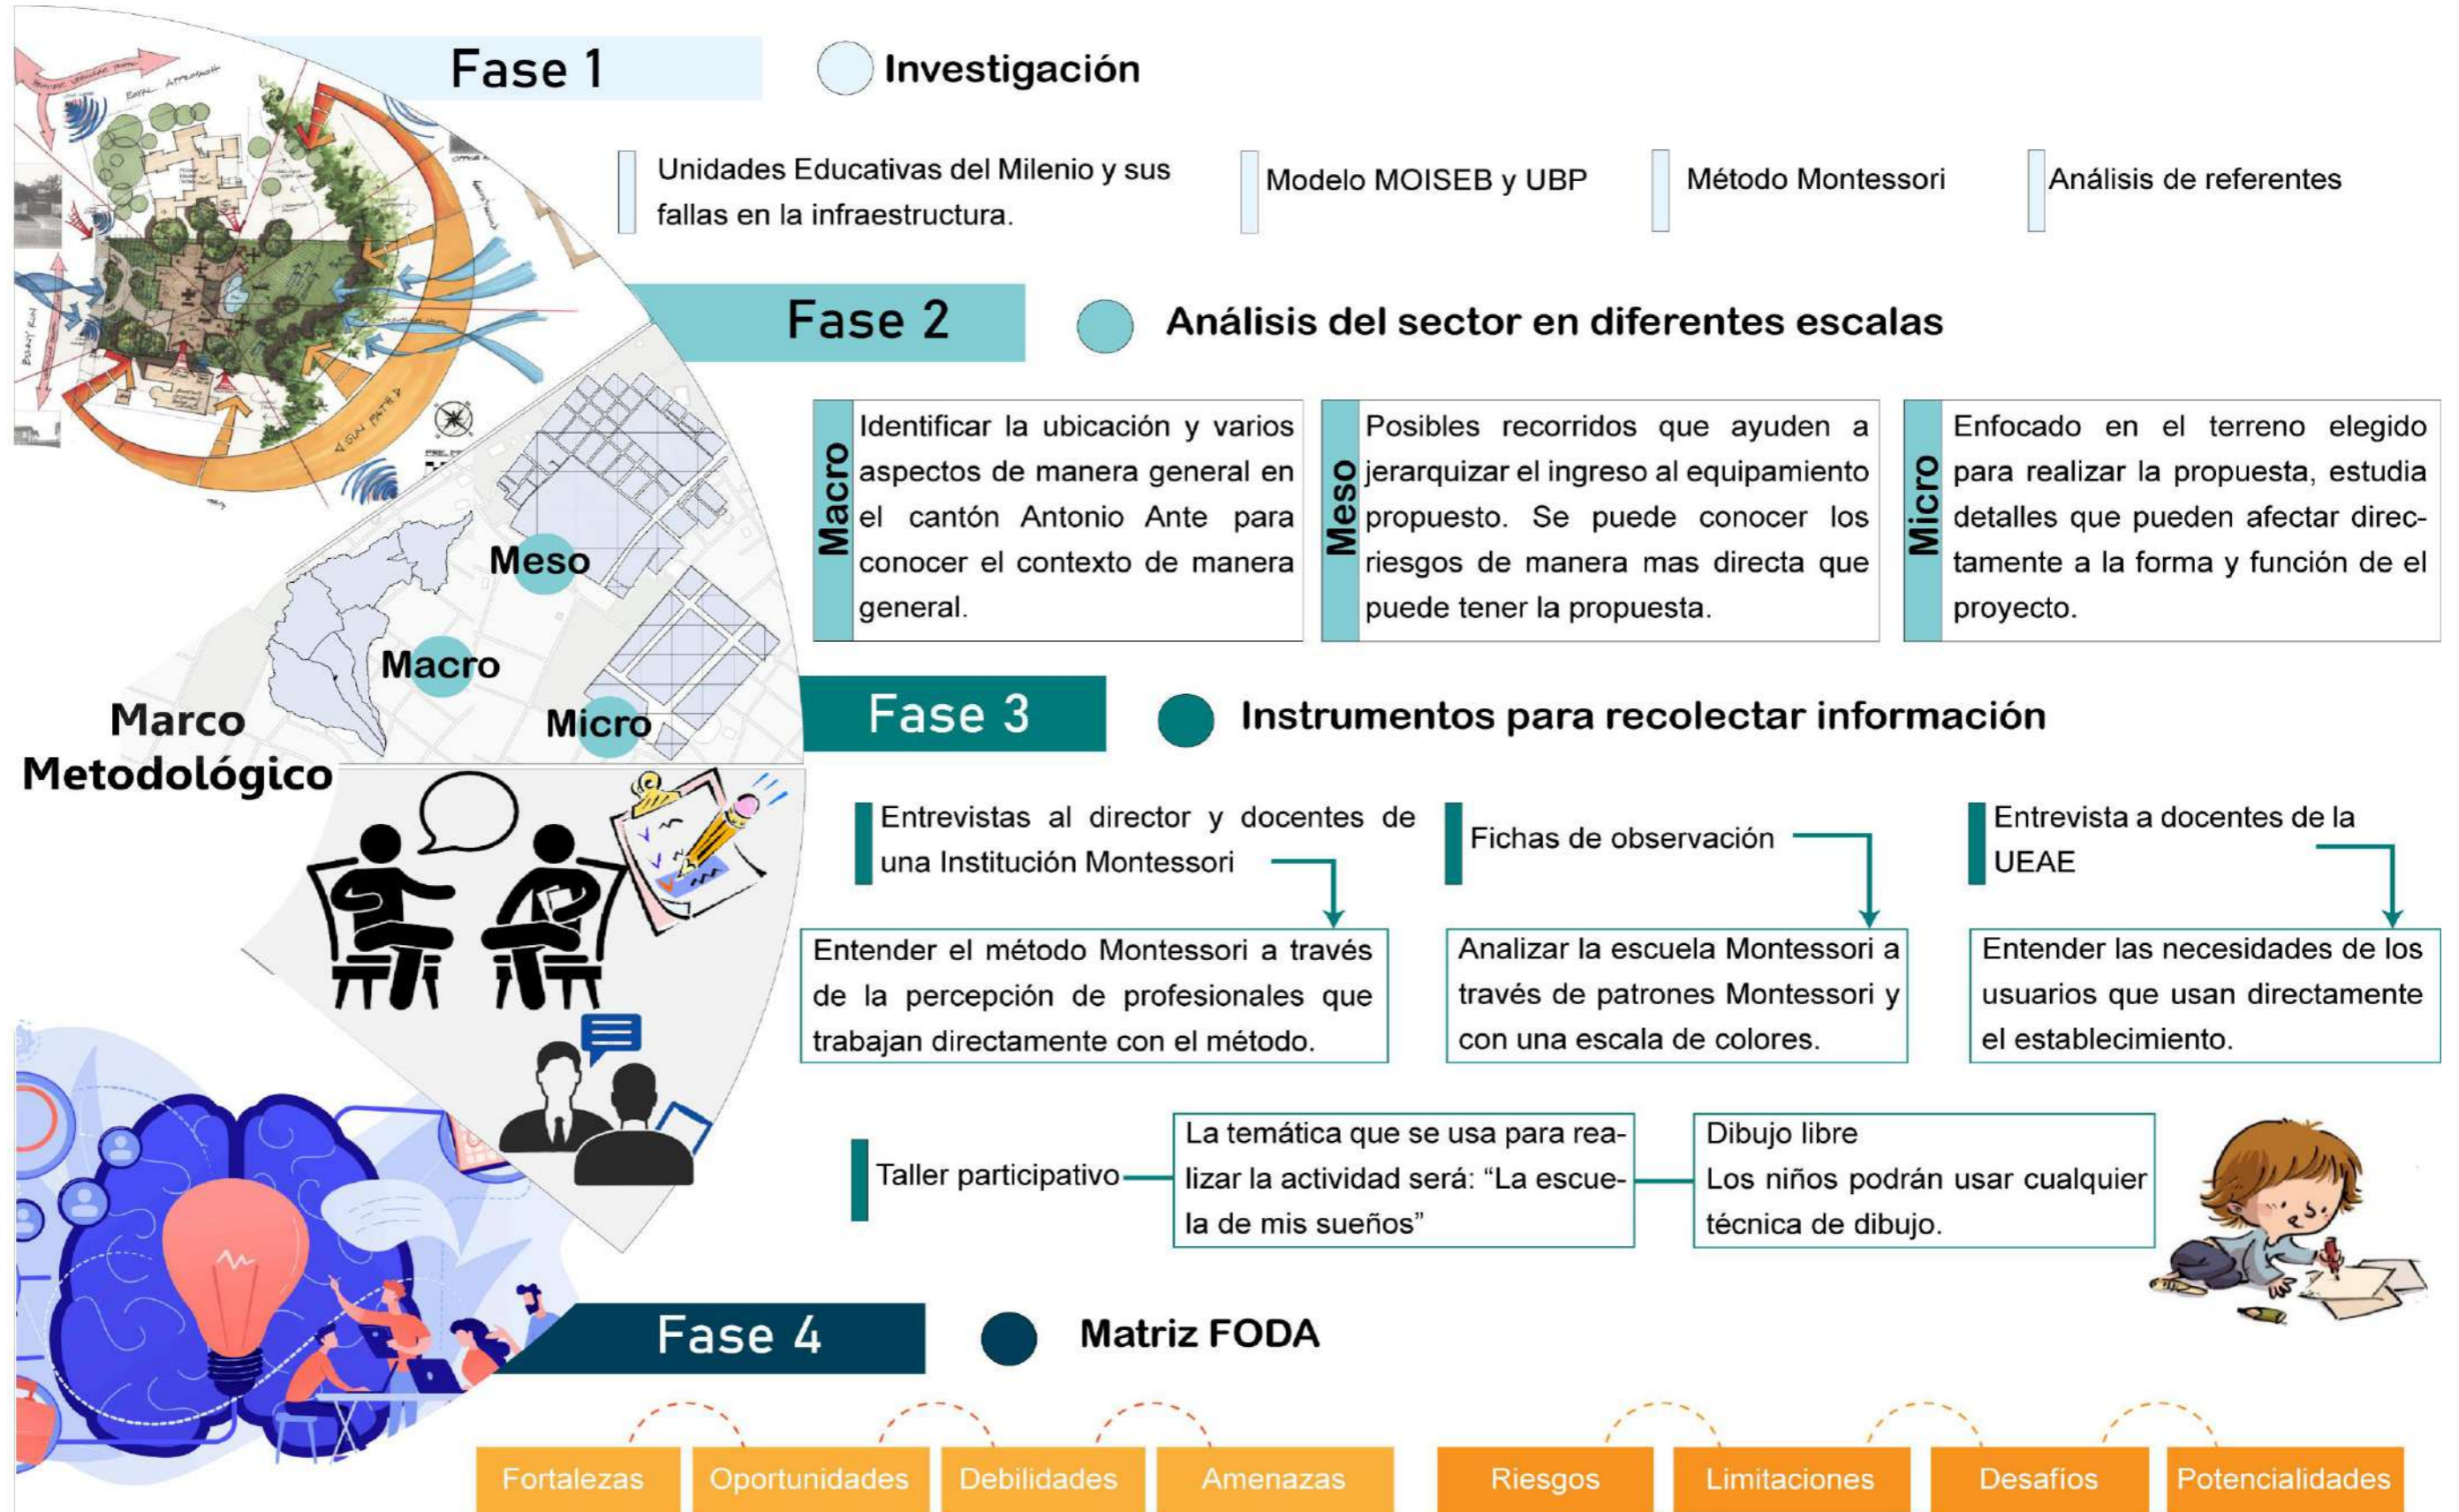 Fase 1
Investigación
Unidades Educativas del Milenio y sus
fallas en la infraestructura.
Modelo MOISEB y UBP
Método Montessori
Análisis de referentes
APPROACH
BUNNY RUN
SUN PATH
Fase 2
Análisis del sector en diferentes escalas
Macro
Identificar la ubicación y varios
aspectos de manera general en
el cantón Antonio Ante para
conocer el contexto de manera
general.
Meso
Posibles recorridos que ayuden a
jerarquizar el ingreso al equipamiento
propuesto. Se puede conocer los
riesgos de manera mas directa que
puede tener la propuesta.
Micro
Enfocado en el terreno elegido
para realizar la propuesta, estudia
detalles que pueden afectar direc-
tamente a la forma y función de el
proyecto.
Meso
Macro
Micro
Marco
Metodológico
Fase 3
Instrumentos para recolectar información
Entrevistas al director y docentes de
una Institución Montessori
Entender el método Montessori a través
de la percepción de profesionales que
trabajan directamente con el método.
Fichas de observación
Analizar la escuela Montessori a
través de patrones Montessori y
con una escala de colores.
Entrevista a docentes de la
UEAE
Entender las necesidades de los
usuarios que usan directamente
el establecimiento.
Taller participativo
La temática que se usa para rea-
lizar la actividad será: “La escue-
la de mis sueños”
Dibujo libre
Los niños podrán usar cualquier
técnica de dibujo.
Fase 4
Matriz FODA
Fortalezas
Oportunidades
Debilidades
Amenazas
Riesgos
Limitaciones
Desafíos
Potencialidades